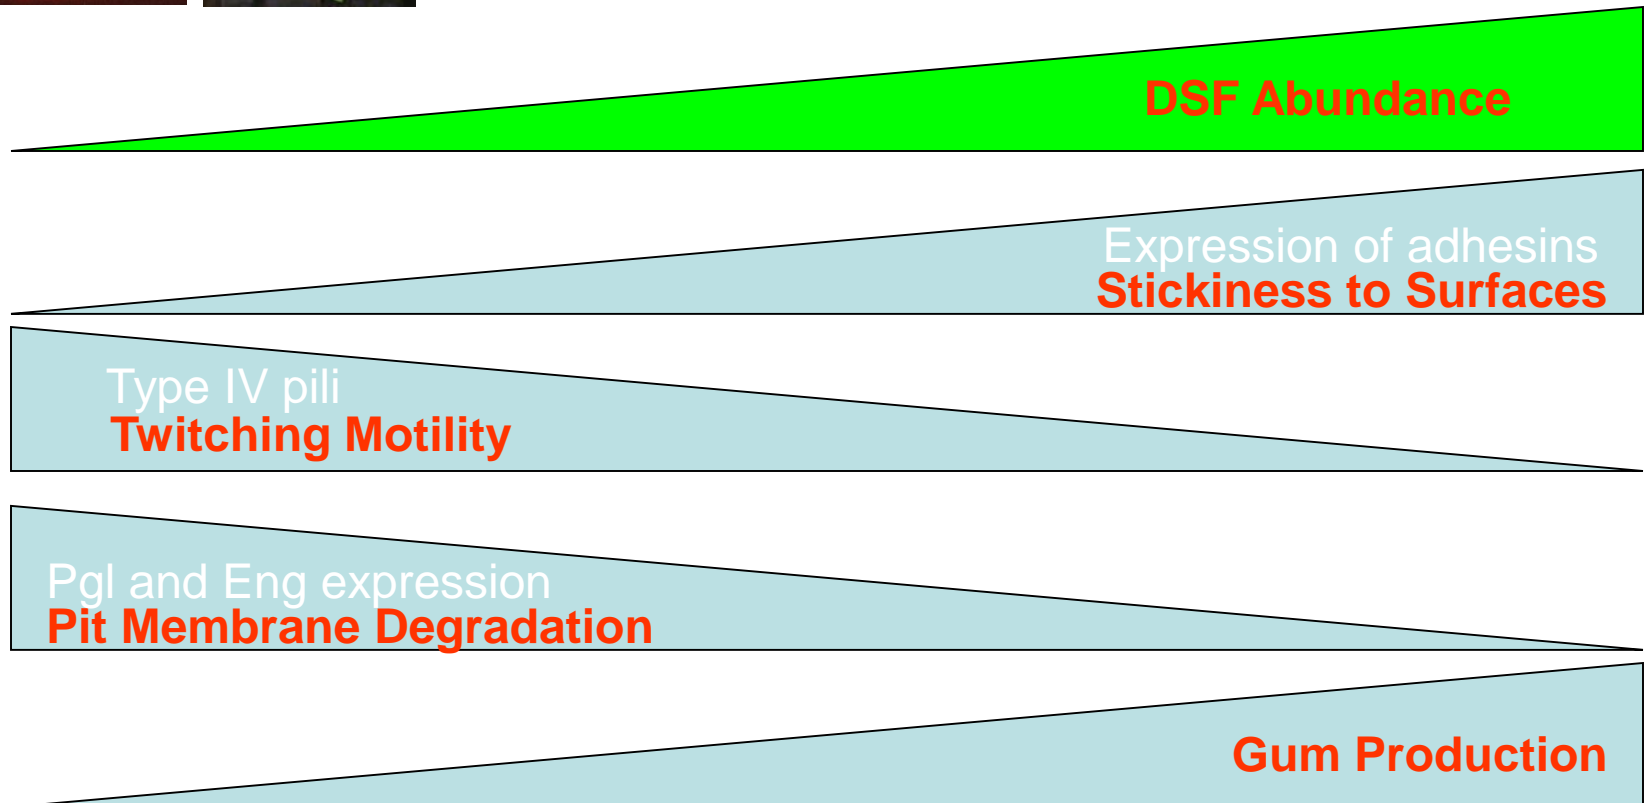 DSF Abundance
Expression of adhesins
Stickiness to Surfaces
Type IV pili
Twitching Motility
Pgl and Eng expression
Pit Membrane Degradation
Gum Production